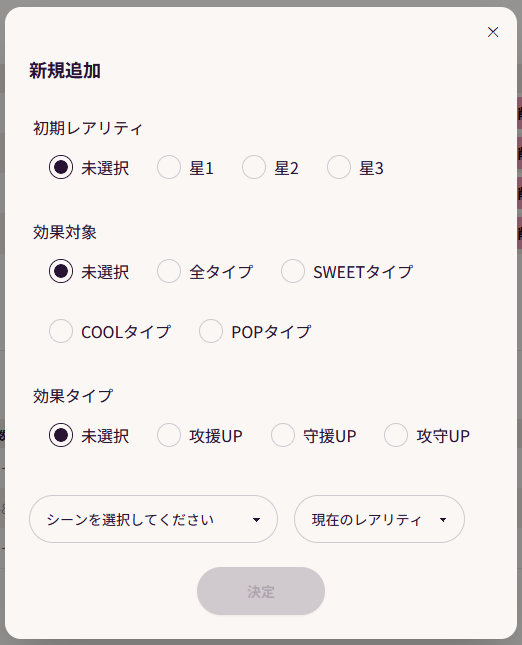 新規追加
初期レアリティ
未選択 星1 星2 星3
効果対象
未選択 全タイプ SWEETタイプ
COOLタイプ POPタイプ
効果タイプ
未選択 攻援UP 守援UP 攻守UP
シーンを選択してください 現在のレアリティ
決定